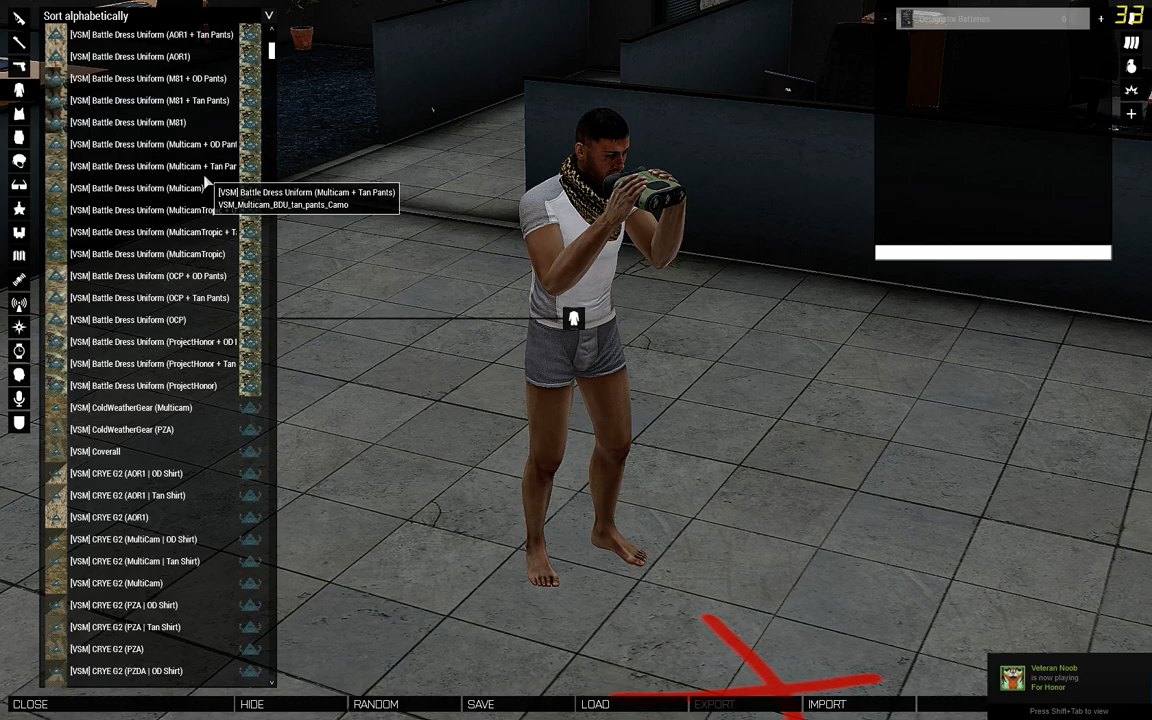 Sort alphabetically
[VSM] Battle Dress Uniform (AOR1 + Tan Pants)
[VSM] Battle Dress Uniform (AOR1)
[VSM] Battle Dress Uniform (M81 + OD Pants)
[VSM] Battle Dress Uniform (M81 + Tan Pants)
[VSM] Battle Dress Uniform (M81)
[VSM] Battle Dress Uniform (Multicam + OD Pant
[VSM] Battle Dress Uniform (Multicam + Tan Par
[VSM] Battle Dress Uniform (Multicam)
[VSM] Battle Dress Uniform (Multicam + Tan Pants)
VSM_Multicam_BDU_tan_pants_Camo
[VSM] Battle Dress Uniform (MulticamTrop
[VSM] Battle Dress Uniform (MulticamTropic + T
[VSM] Battle Dress Uniform (MulticamTropic)
[VSM] Battle Dress Uniform (OCP + OD Pants)
[VSM] Battle Dress Uniform (OCP + Tan Pants)
[VSM] Battle Dress Uniform (OCP)
[VSM] Battle Dress Uniform (ProjectHonor + OD I
[VSM] Battle Dress Uniform (ProjectHonor + Tan
[VSM] Battle Dress Uniform (ProjectHonor)
[VSM] ColdWeatherGear (Multicam)
[VSM] ColdWeatherGear (PZA)
[VSM] Coverall
[VSM] CRYE G2 (AOR1 | OD Shirt)
[VSM] CRYE G2 (AOR1 | Tan Shirt)
[VSM] CRYE G2 (AOR1)
[VSM] CRYE G2 (MultiCam | OD Shirt)
[VSM] CRYE G2 (MultiCam | Tan Shirt)
[VSM] CRYE G2 (MultiCam)
[VSM] CRYE G2 (PZA | OD Shirt)
[VSM] CRYE G2 (PZA | Tan Shirt)
[VSM] CRYE G2 (PZA)
[VSM] CRYE G2 (PZDA | OD Shirt)
Designator Batteries 0 +
33
Veteran Noob
is now playing
For Honor
Press Shift+Tab to view
CLOSE HIDE RANDOM SAVE LOAD EXPORT IMPORT